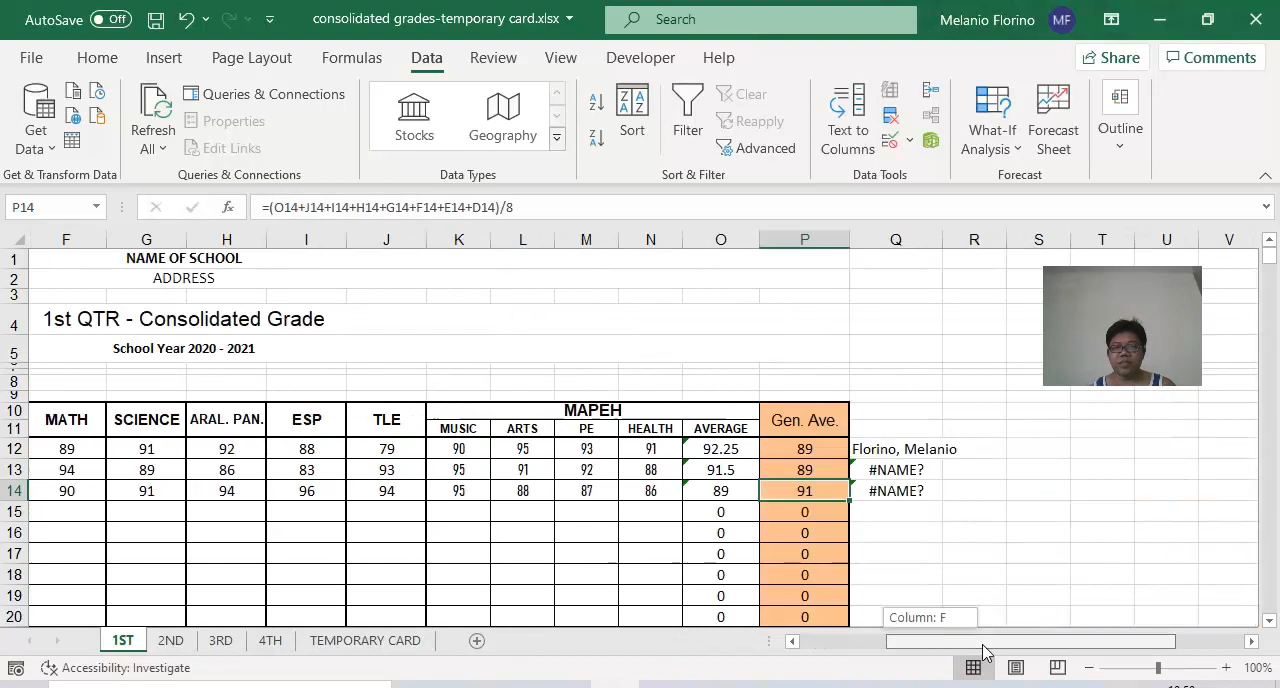 AutoSave Off consolidated grades-temporary card.xlsx Search Melanio Florino MF
File Home Insert Page Layout Formulas Data Review View Developer Help Share Comments
Get Data
Refresh All
Queries & Connections
Properties
Edit Links
Stocks Geography
Sort
Filter
Clear
Reapply
Advanced
Text to Columns
What-If Analysis
Forecast Sheet
Outline
Get & Transform Data Queries & Connections Data Types Sort & Filter Data Tools Forecast
P14 fx =(O14+J14+I14+H14+G14+F14+E14+D14)/8
F G H I J K L M N O P Q R S T U V
1 NAME OF SCHOOL
2 ADDRESS
3
4 1st QTR - Consolidated Grade
5 School Year 2020 - 2021
8
9
10 MATH SCIENCE ARAL. PAN. ESP TLE MAPEH Gen. Ave.
11 MUSIC ARTS PE HEALTH AVERAGE
12 89 91 92 88 79 90 95 93 91 92.25 89 Florino, Melanio
13 94 89 86 83 93 95 91 92 88 91.5 89 #NAME?
14 90 91 94 96 94 95 88 87 86 89 91 #NAME?
15 0 0
16 0 0
17 0 0
18 0 0
19 0 0
20 0 0
Column: F
1ST 2ND 3RD 4TH TEMPORARY CARD
Accessibility: Investigate 100%